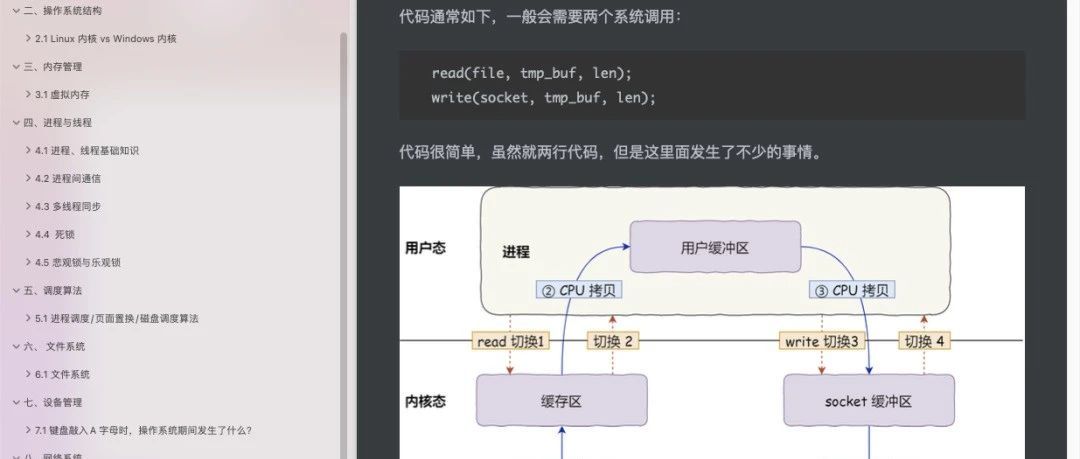 二、操作系统结构
2.1 Linux 内核 vs Windows 内核
三、内存管理
3.1 虚拟内存
四、进程与线程
4.1 进程、线程基础知识
4.2 进程间通信
4.3 多线程同步
4.4 死锁
4.5 悲观锁与乐观锁
五、调度算法
5.1 进程调度/页面置换/磁盘调度算法
六、 文件系统
6.1 文件系统
七、设备管理
7.1 键盘敲入 A 字母时，操作系统期间发生了什么？
八、网络系统
代码通常如下，一般会需要两个系统调用：
read(file, tmp_buf, len);
write(socket, tmp_buf, len);
代码很简单，虽然就两行代码，但是这里面发生了不少的事情。
用户态
进程
用户缓冲区
② CPU 拷贝
③ CPU 拷贝
read 切换1
切换 2
write 切换3
切换 4
内核态
缓存区
socket 缓冲区